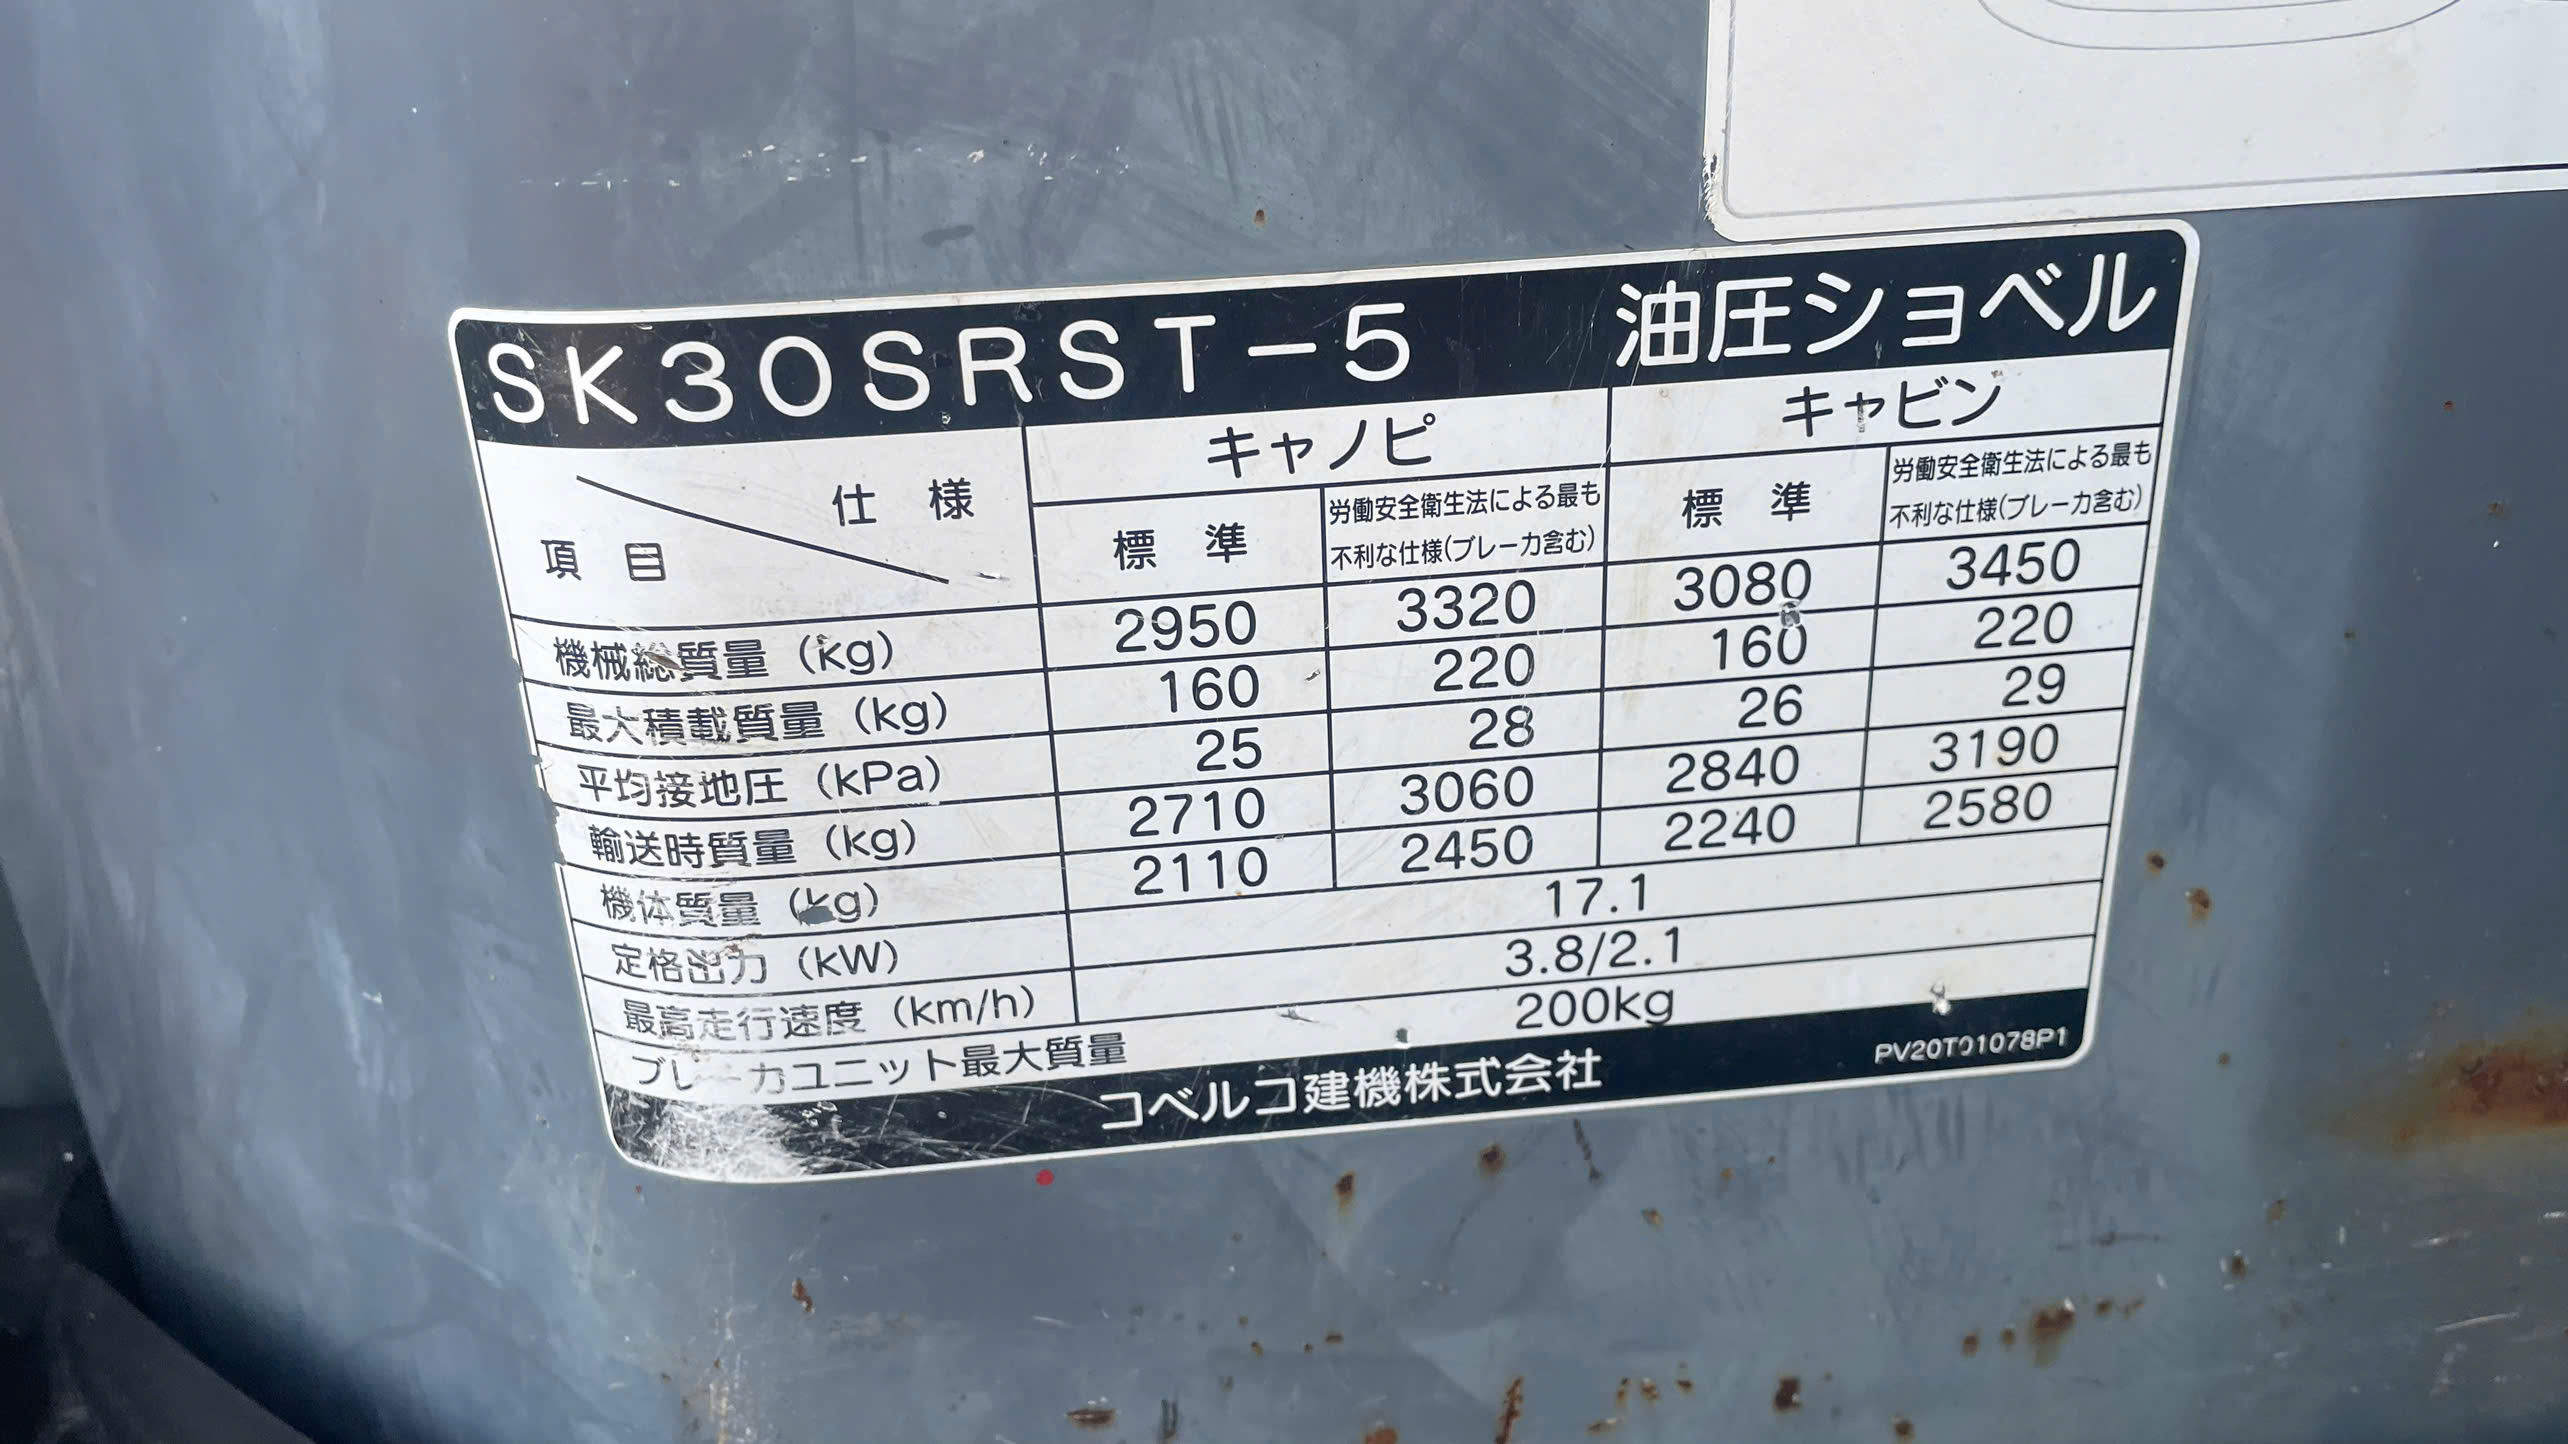 SK30SRST-5 油圧ショベル
仕様 キャノピ キャビン
項目 標準 労働安全衛生法による最も 標準 労働安全衛生法による最も
不利な仕様(ブレーカ含む) 不利な仕様(ブレーカ含む)
機械総質量 (kg) 2950 3320 3080 3450
最大積載質量 (kg) 160 220 160 220
平均接地圧 (kPa) 25 28 26 29
輸送時質量 (kg) 2710 3060 2840 3190
機体質量 (kg) 2110 2450 2240 2580
定格出力 (kW) 17.1
最高走行速度 (km/h) 3.8/2.1
ブレーカユニット最大質量 200kg
コベルコ建機株式会社 PV20T01078P1